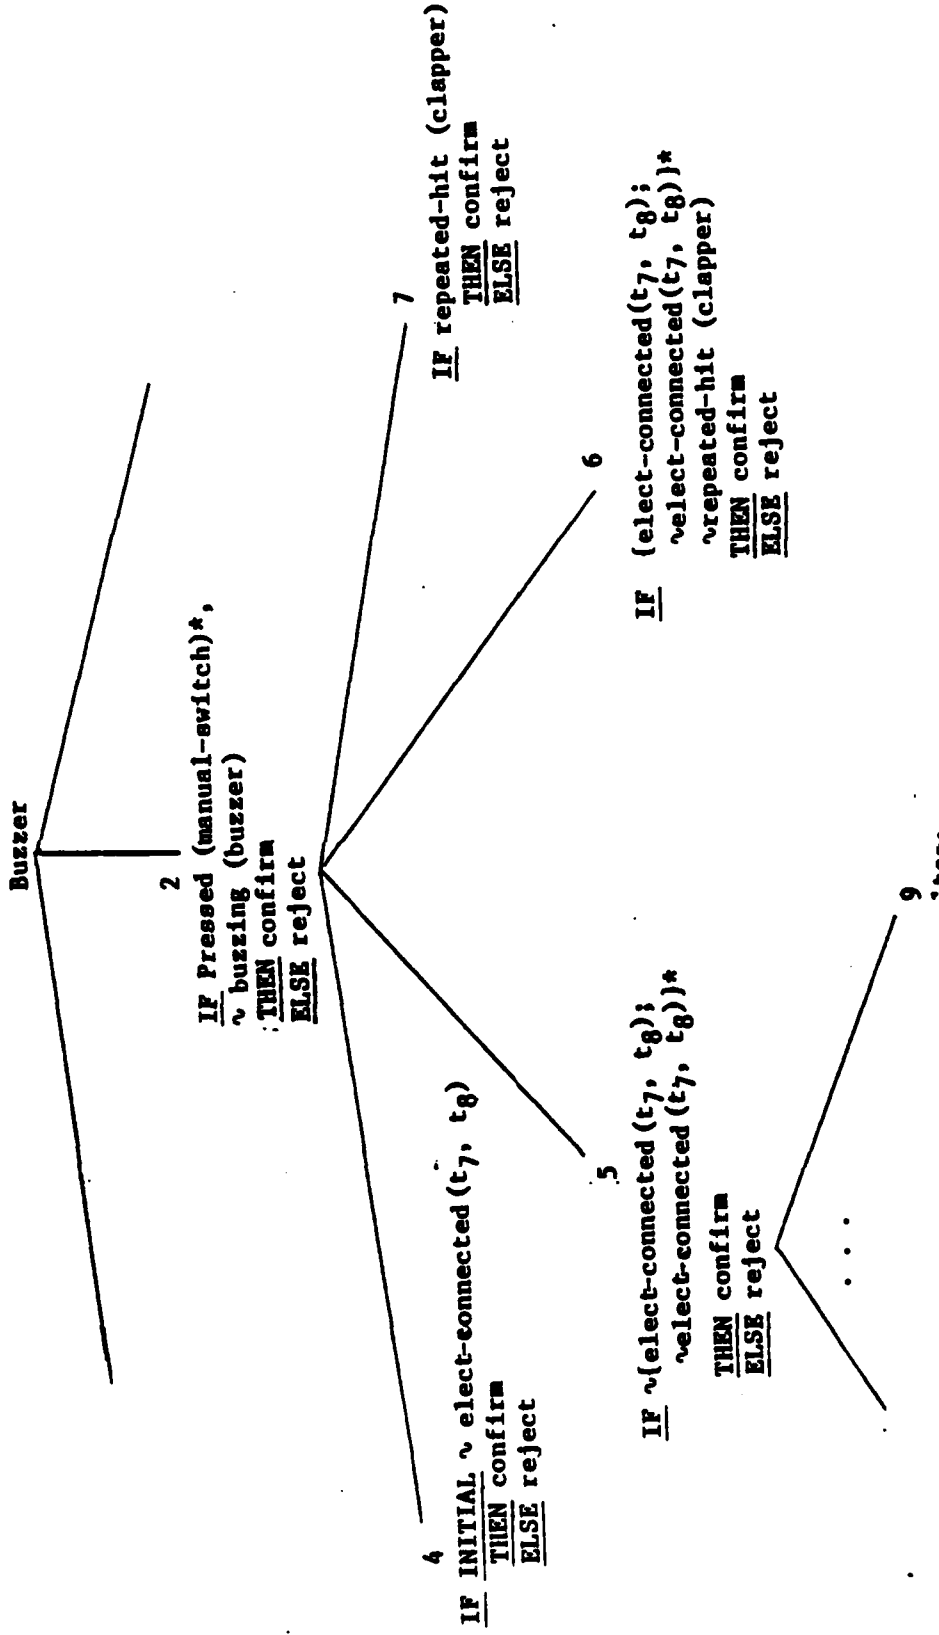 Buzzer
2
IF Pressed (manual-switch)*,
~ buzzing (buzzer)
THEN confirm
ELSE reject
4
IF INITIAL ~ elect-connected(t7, t8)
THEN confirm
ELSE reject
5
IF ~{elect-connected(t7, t8);
~elect-connected(t7, t8)}*
THEN confirm
ELSE reject
6
IF {elect-connected(t7, t8);
~elect-connected(t7, t8)}*
~repeated-hit (clapper)
THEN confirm
ELSE reject
7
IF repeated-hit (clapper)
THEN confirm
ELSE reject
9
. . .